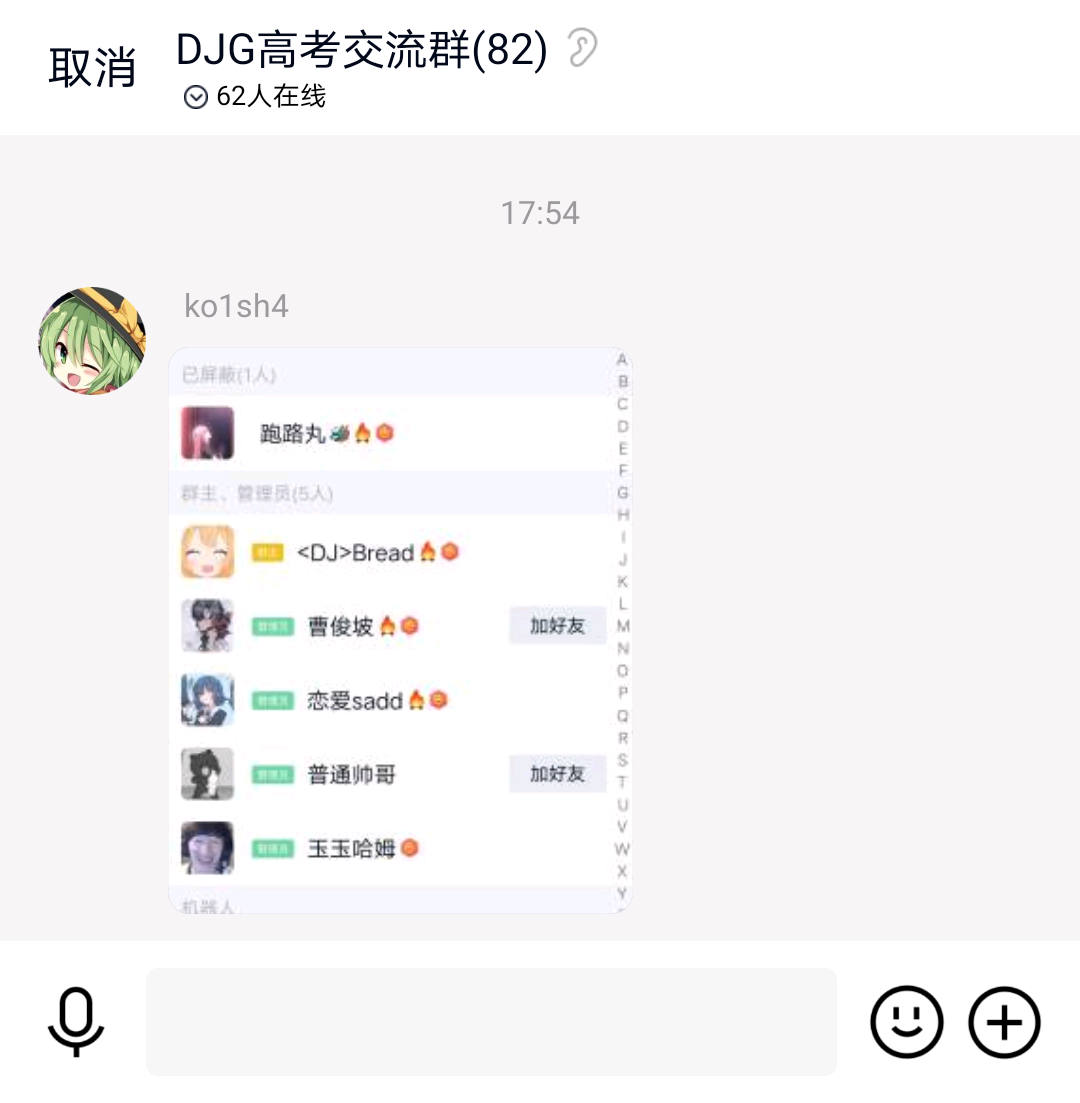 取消
DJG高考交流群(82)
62人在线
17:54
ko1sh4
已屏蔽(1人)
跑路丸
群主、管理员(5人)
群主 <DJ>Bread
管理员 曹俊坡 加好友
管理员 恋爱sadd
管理员 普通帅哥 加好友
管理员 玉玉哈姆
机器人
A
B
C
D
E
F
G
H
I
J
K
L
M
N
O
P
Q
R
S
T
U
V
W
X
Y